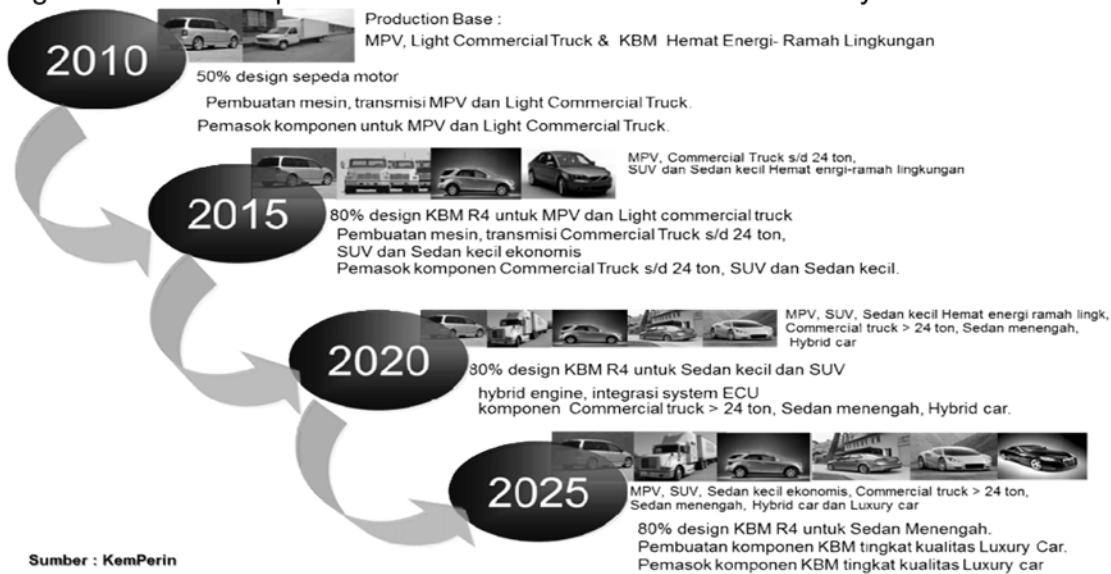 2010
Production Base :
MPV, Light Commercial Truck & KBM Hemat Energi- Ramah Lingkungan
50% design sepeda motor
Pembuatan mesin, transmisi MPV dan Light Commercial Truck.
Pemasok komponen untuk MPV dan Light Commercial Truck.
2015
MPV, Commercial Truck s/d 24 ton,
SUV dan Sedan kecil Hemat enrgi-ramah lingkungan
80% design KBM R4 untuk MPV dan Light commercial truck
Pembuatan mesin, transmisi Commercial Truck s/d 24 ton,
SUV dan Sedan kecil ekonomis
Pemasok komponen Commercial Truck s/d 24 ton, SUV dan Sedan kecil.
2020
MPV, SUV, Sedan kecil Hemat energi ramah lingk,
Commercial truck > 24 ton, Sedan menengah,
Hybrid car
80% design KBM R4 untuk Sedan kecil dan SUV
hybrid engine, integrasi system ECU
komponen Commercial truck > 24 ton, Sedan menengah, Hybrid car.
2025
MPV, SUV, Sedan kecil ekonomis, Commercial truck > 24 ton,
Sedan menengah, Hybrid car dan Luxury car
80% design KBM R4 untuk Sedan Menengah.
Pembuatan komponen KBM tingkat kualitas Luxury Car.
Pemasok komponen KBM tingkat kualitas Luxury car
Sumber : KemPerin